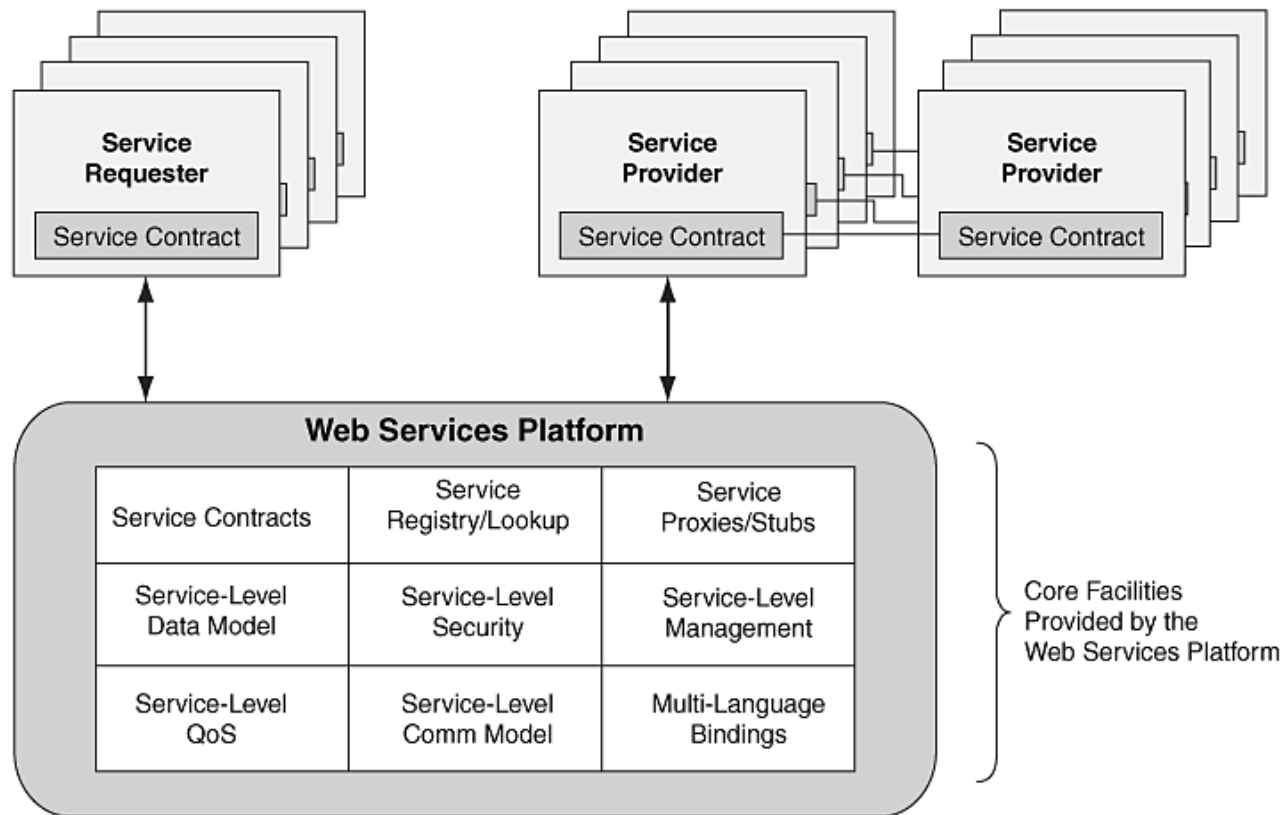 Service
Requester
Service Contract
Service
Provider
Service Contract
Service
Provider
Service Contract
Web Services Platform
Service Contracts
Service
Registry/Lookup
Service
Proxies/Stubs
Service-Level
Data Model
Service-Level
Security
Service-Level
Management
Service-Level
QoS
Service-Level
Comm Model
Multi-Language
Bindings
Core Facilities
Provided by the
Web Services Platform